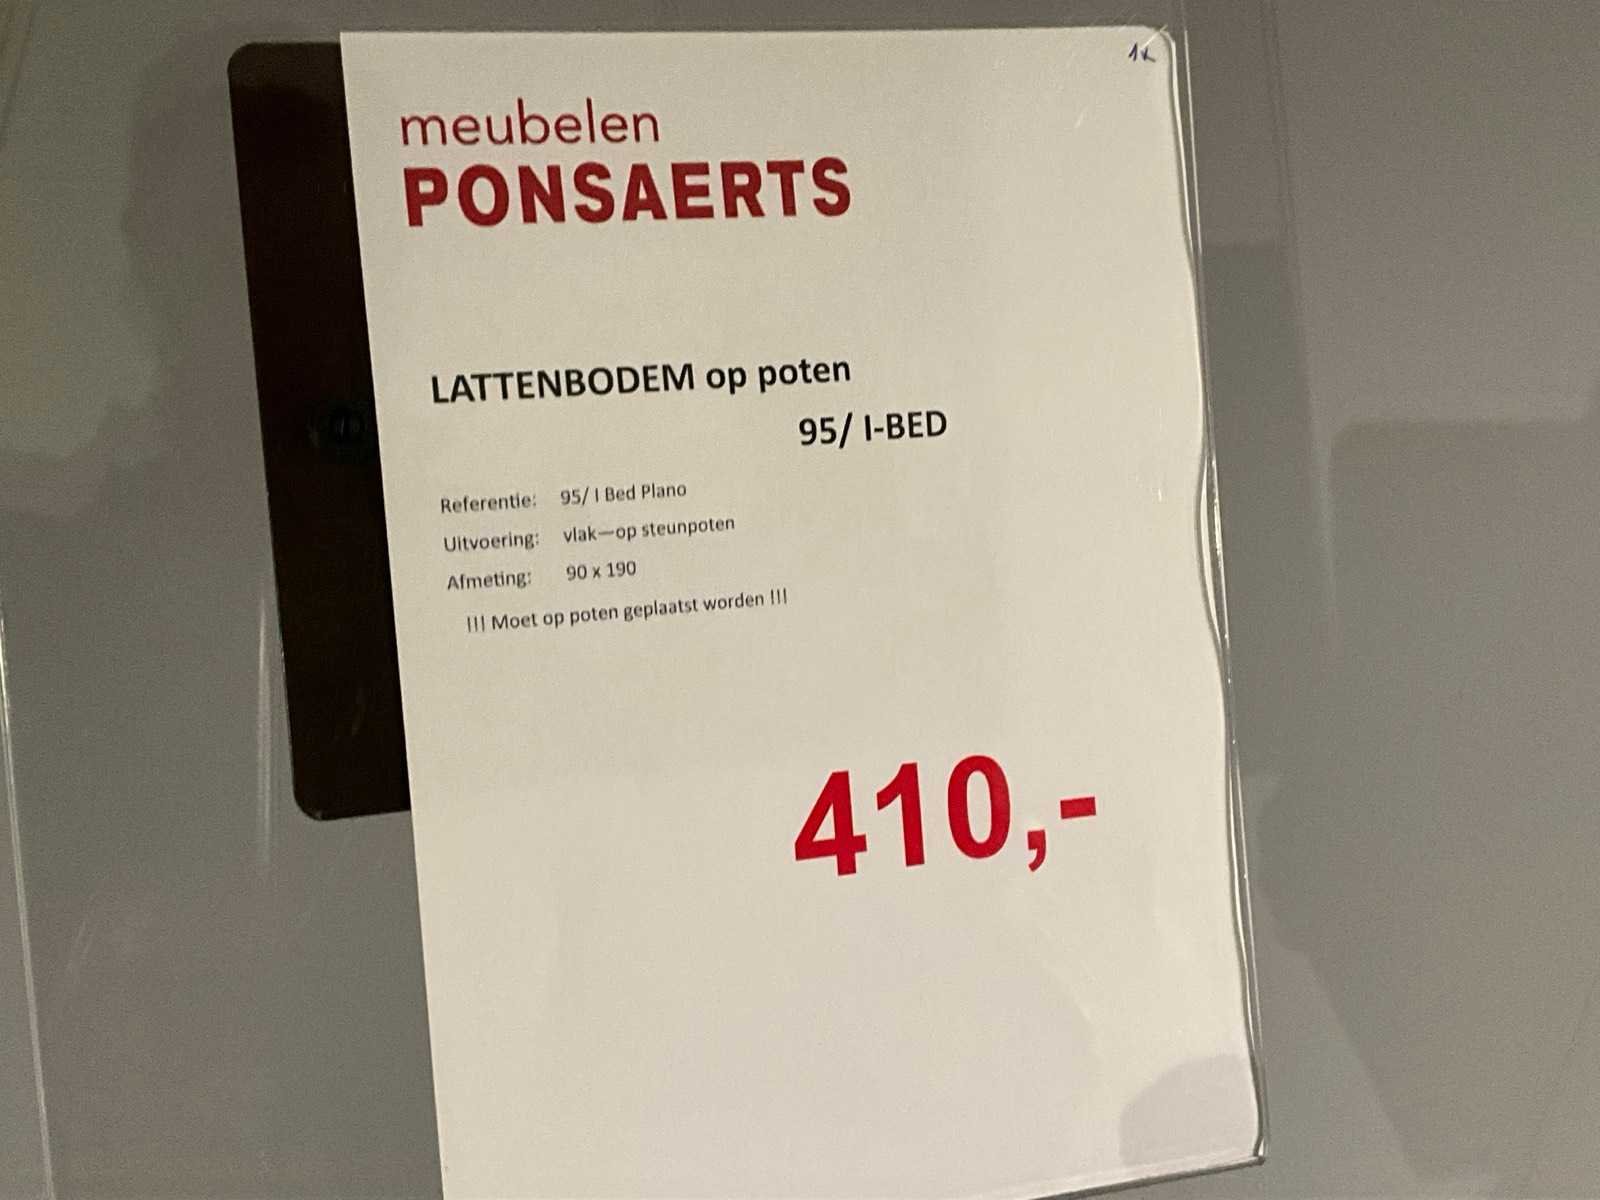 1x
meubelen
PONSAERTS
LATTENBODEM op poten
95/ I-BED
Referentie: 95/ I Bed Plano
Uitvoering: vlak—op steunpoten
Afmeting: 90 x 190
!!! Moet op poten geplaatst worden !!!
410,-